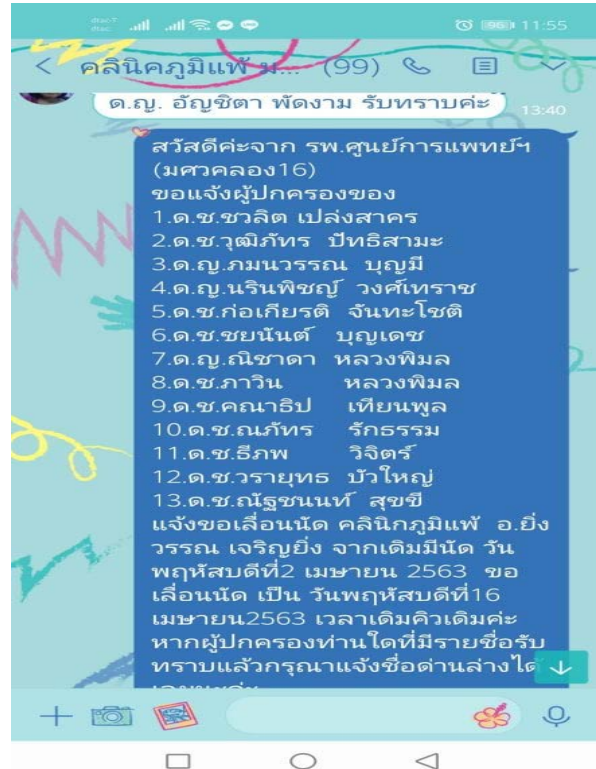 dtac-T
dtac
96
11:55
คลินิคภูมิแพ้ ม... (99)
ด.ญ. อัญชิตา พัดงาม รับทราบค่ะ
13:40
สวัสดีค่ะจาก รพ.ศูนย์การแพทย์ฯ
(มศวคลอง16)
ขอแจ้งผู้ปกครองของ
1.ด.ช.ชวลิต เปล่งสาคร
2.ด.ช.วุฒิภัทร ปัทธิสามะ
3.ด.ญ.ภมนวรรณ บุญมี
4.ด.ญ.นรินพิชญ์ วงศ์เทราช
5.ด.ช.ก่อเกียรติ จันทะโชติ
6.ด.ช.ชยนันต์ บุญเดช
7.ด.ญ.ณิชาดา หลวงพิมล
8.ด.ช.ภาวิน หลวงพิมล
9.ด.ช.คณาธิป เทียนพูล
10.ด.ช.ณภัทร รักธรรม
11.ด.ช.ธีภพ วิจิตร์
12.ด.ช.วรายุทธ บัวใหญ่
13.ด.ช.ณัฐชนนท์ สุขขี
แจ้งขอเลื่อนนัด คลินิกภูมิแพ้ อ.ยิ่ง
วรรณ เจริญยิ่ง จากเดิมมีนัด วัน
พฤหัสบดีที่2 เมษายน 2563 ขอ
เลื่อนนัด เป็น วันพฤหัสบดีที่16
เมษายน2563 เวลาเดิมคิวเดิมค่ะ
หากผู้ปกครองท่านใดที่มีรายชื่อรับ
ทราบแล้วกรุณาแจ้งชื่อด้านล่างได้